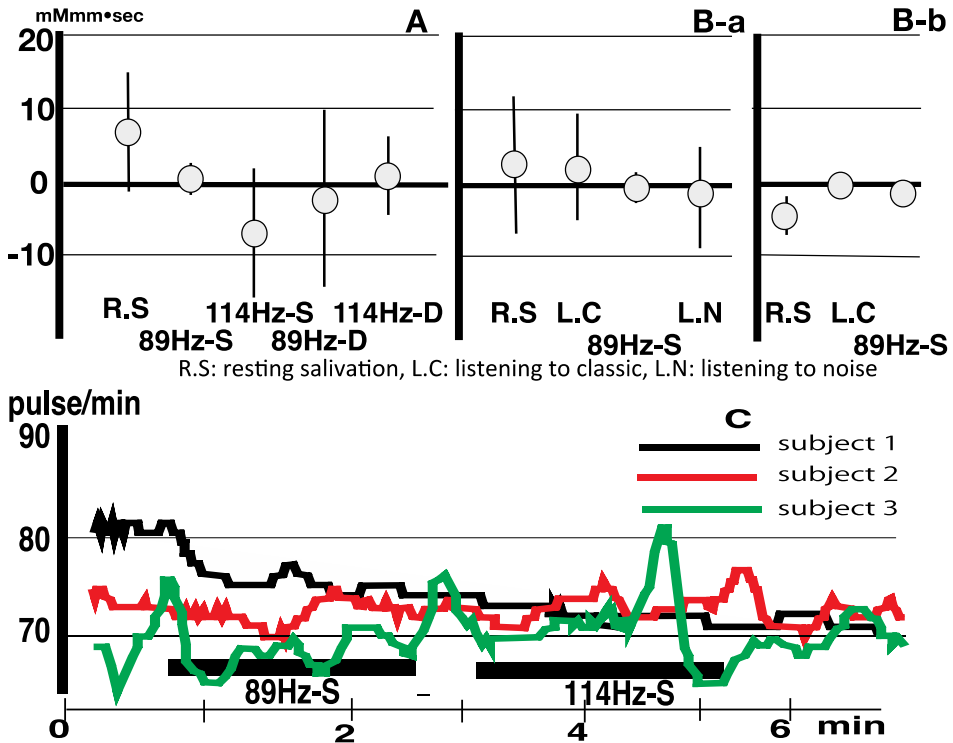 mMmm•sec
A
B-a
B-b
20
10
0
-10
R.S
114Hz-S
114Hz-D
89Hz-S
89Hz-D
R.S
L.C
L.N
89Hz-S
R.S
L.C
89Hz-S
R.S: resting salivation, L.C: listening to classic, L.N: listening to noise
pulse/min
C
90
80
70
subject 1
subject 2
subject 3
89Hz-S
114Hz-S
0
2
4
6
min